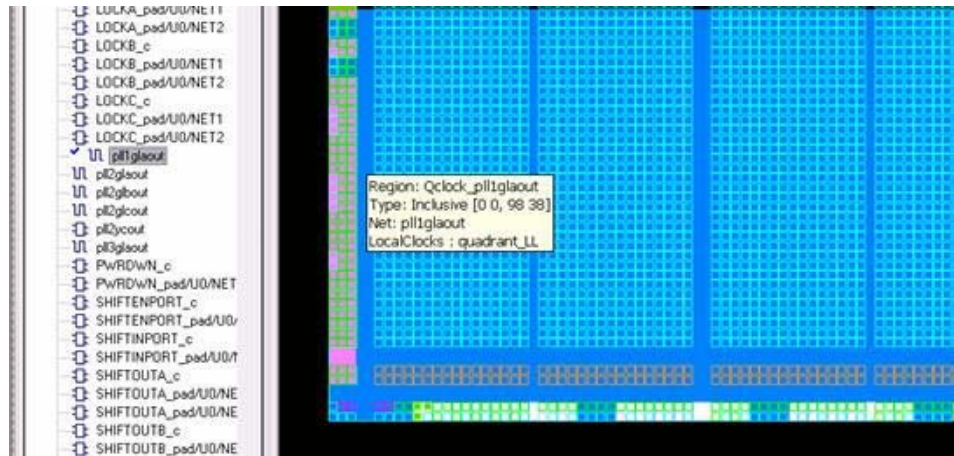 LOCKA_pad/U0/NET1
LOCKA_pad/U0/NET2
LOCKB_c
LOCKB_pad/U0/NET1
LOCKB_pad/U0/NET2
LOCKC_c
LOCKC_pad/U0/NET1
LOCKC_pad/U0/NET2
pll1glaout
pll2glaout
pll2glbout
pll2glcout
pll2ycout
pll3glaout
PWRDWN_c
PWRDWN_pad/U0/NET
SHIFTENPORT_c
SHIFTENPORT_pad/U0/
SHIFTINPORT_c
SHIFTINPORT_pad/U0/
SHIFTOUTA_c
SHIFTOUTA_pad/U0/NE
SHIFTOUTA_pad/U0/NE
SHIFTOUTB_c
SHIFTOUTB_pad/U0/NE
Region: Qclock_pll1glaout
Type: Inclusive [0 0, 98 38]
Net: pll1glaout
LocalClocks : quadrant_LL